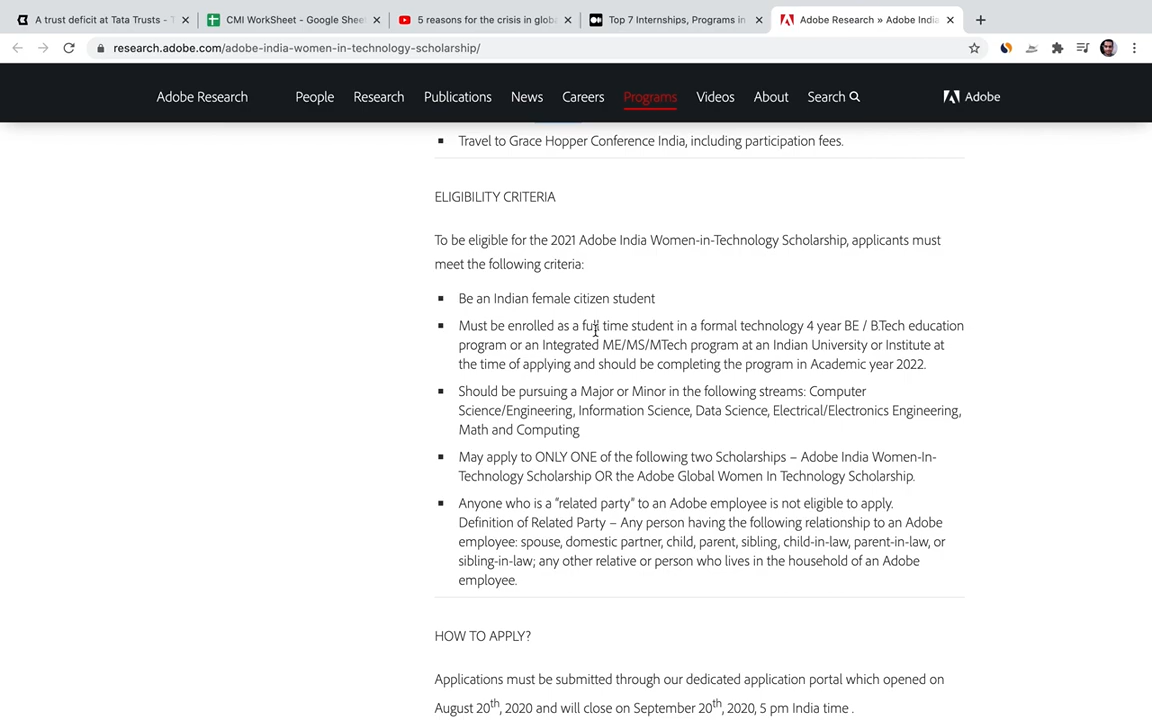 A trust deficit at Tata Trusts - T
CMI WorkSheet - Google Shee
5 reasons for the crisis in globa
Top 7 Internships, Programs in
Adobe Research » Adobe India
research.adobe.com/adobe-india-women-in-technology-scholarship/
Adobe Research People Research Publications News Careers Programs Videos About Search Adobe
Travel to Grace Hopper Conference India, including participation fees.
ELIGIBILITY CRITERIA
To be eligible for the 2021 Adobe India Women-in-Technology Scholarship, applicants must
meet the following criteria:
Be an Indian female citizen student
Must be enrolled as a full time student in a formal technology 4 year BE / B.Tech education
program or an Integrated ME/MS/MTech program at an Indian University or Institute at
the time of applying and should be completing the program in Academic year 2022.
Should be pursuing a Major or Minor in the following streams: Computer
Science/Engineering, Information Science, Data Science, Electrical/Electronics Engineering,
Math and Computing
May apply to ONLY ONE of the following two Scholarships – Adobe India Women-In-
Technology Scholarship OR the Adobe Global Women In Technology Scholarship.
Anyone who is a “related party” to an Adobe employee is not eligible to apply.
Definition of Related Party – Any person having the following relationship to an Adobe
employee: spouse, domestic partner, child, parent, sibling, child-in-law, parent-in-law, or
sibling-in-law; any other relative or person who lives in the household of an Adobe
employee.
HOW TO APPLY?
Applications must be submitted through our dedicated application portal which opened on
August 20th, 2020 and will close on September 20th, 2020, 5 pm India time .